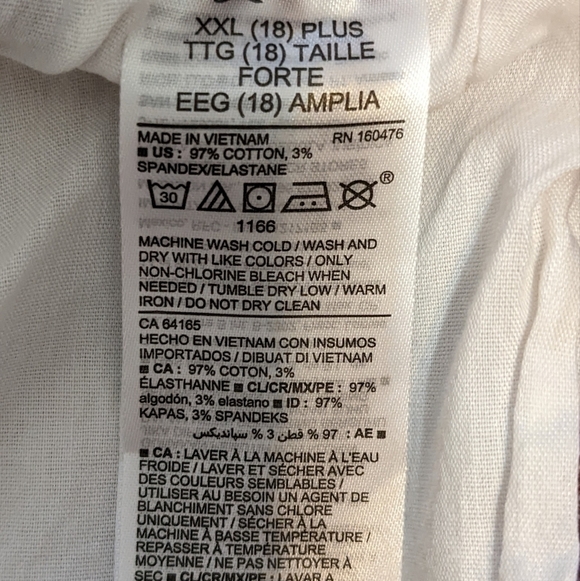 XXL (18) PLUS
TTG (18) TAILLE
FORTE
EEG (18) AMPLIA
MADE IN VIETNAM RN 160476
■ US : 97% COTTON, 3%
SPANDEX/ELASTANE
30 ®
1166
MACHINE WASH COLD / WASH AND
DRY WITH LIKE COLORS / ONLY
NON-CHLORINE BLEACH WHEN
NEEDED / TUMBLE DRY LOW / WARM
IRON / DO NOT DRY CLEAN
CA 64165
HECHO EN VIETNAM CON INSUMOS
IMPORTADOS / DIBUAT DI VIETNAM
■ CA : 97% COTON, 3%
ÉLASTHANNE ■ CL/CR/MX/PE : 97%
algodón, 3% elastano ■ ID : 97%
KAPAS, 3% SPANDEKS
■ AE : 97 % قطن 3 % سبانديكس
■ CA : LAVER À LA MACHINE À L'EAU
FROIDE / LAVER ET SÉCHER AVEC
DES COULEURS SEMBLABLES /
UTILISER AU BESOIN UN AGENT DE
BLANCHIMENT SANS CHLORE
UNIQUEMENT / SÉCHER À LA
MACHINE À BASSE TEMPÉRATURE /
REPASSER À TEMPÉRATURE
MOYENNE / NE PAS NETTOYER À
SEC ■ CL/CR/MX/PE : LAVAR A